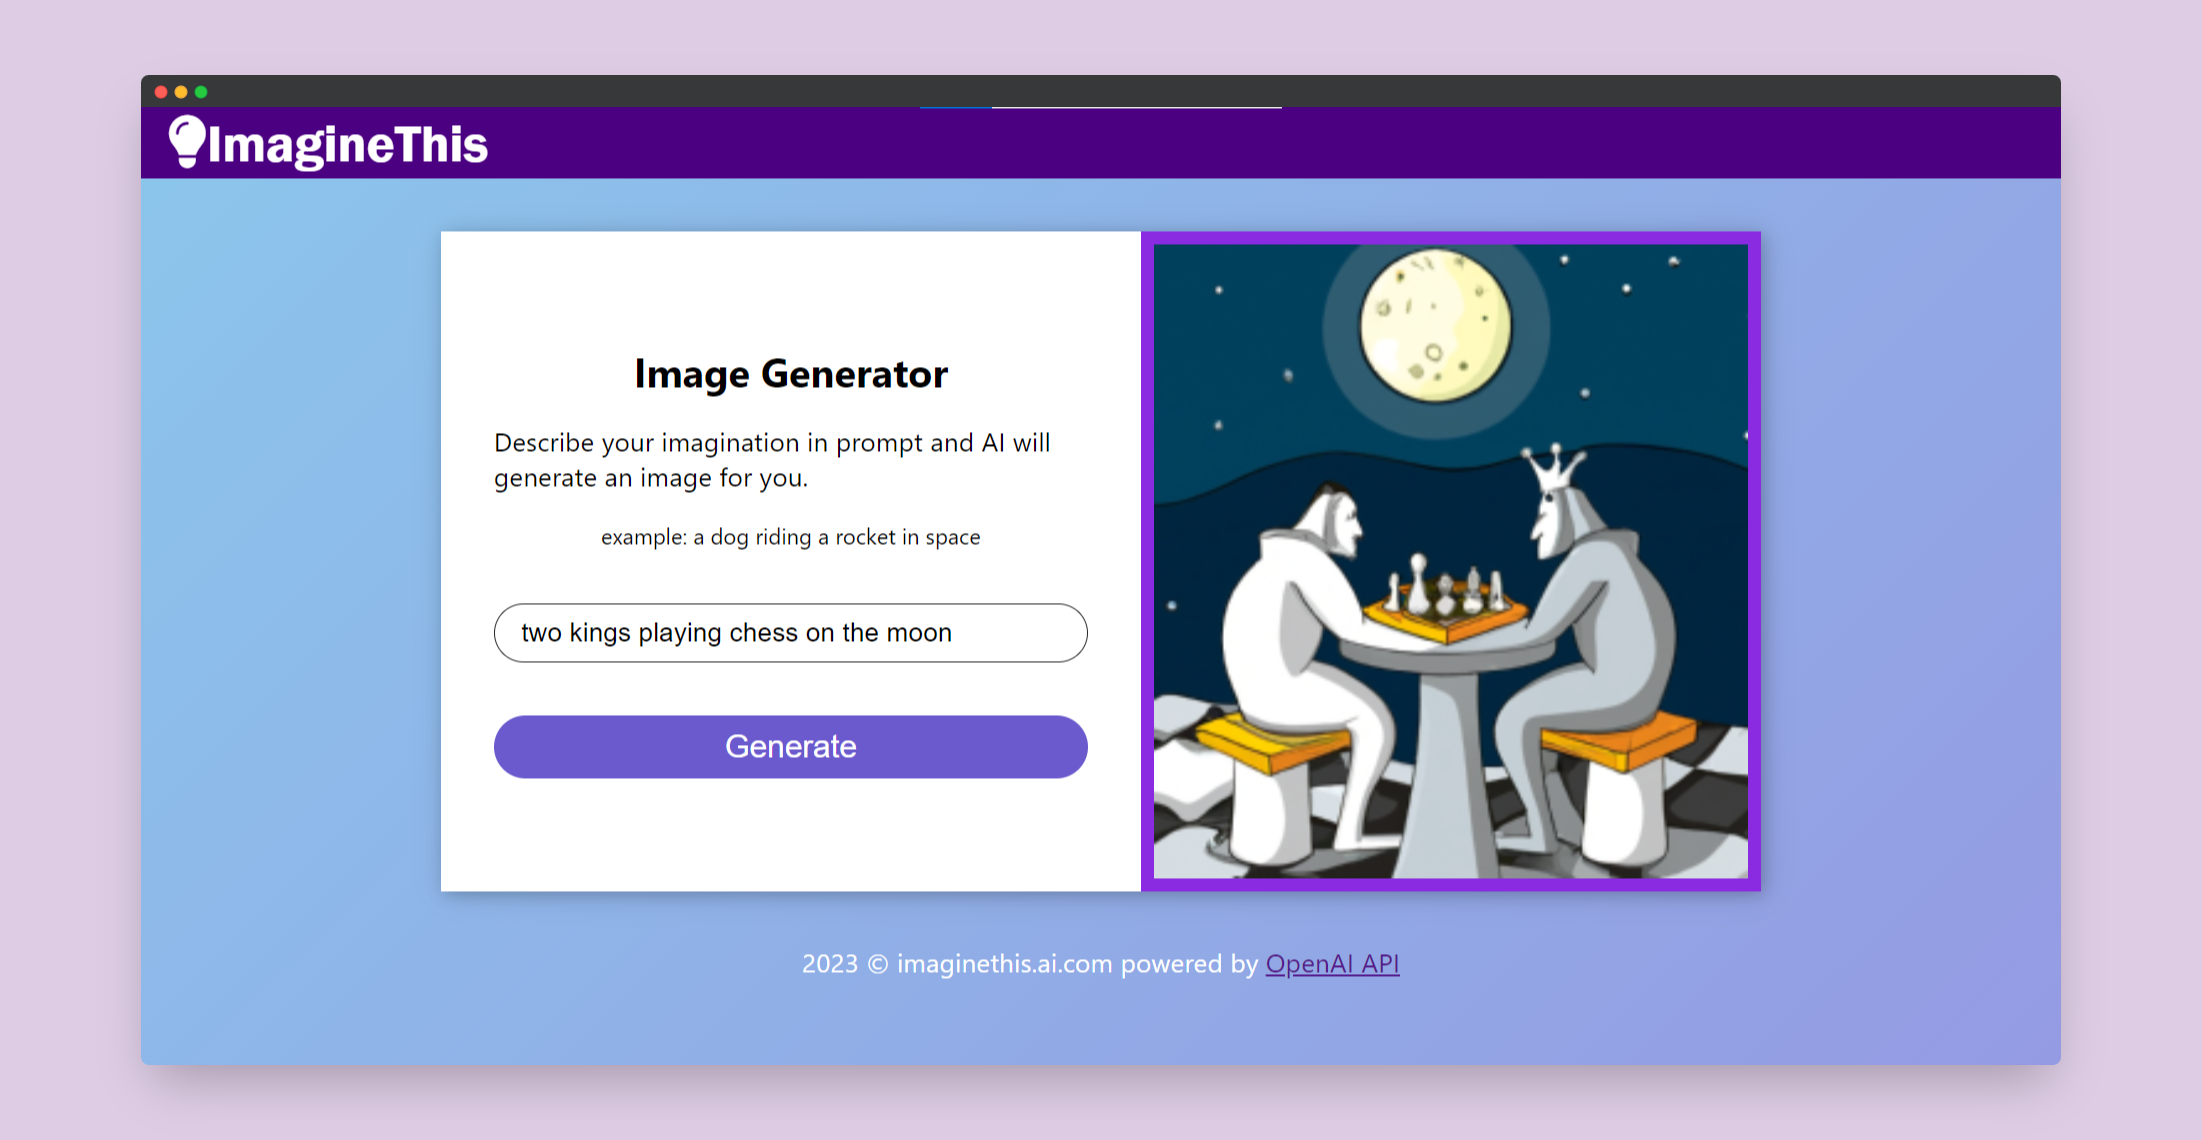 ImagineThis
Image Generator
Describe your imagination in prompt and AI will
generate an image for you.
example: a dog riding a rocket in space
two kings playing chess on the moon
Generate
2023 © imaginethis.ai.com powered by OpenAI API